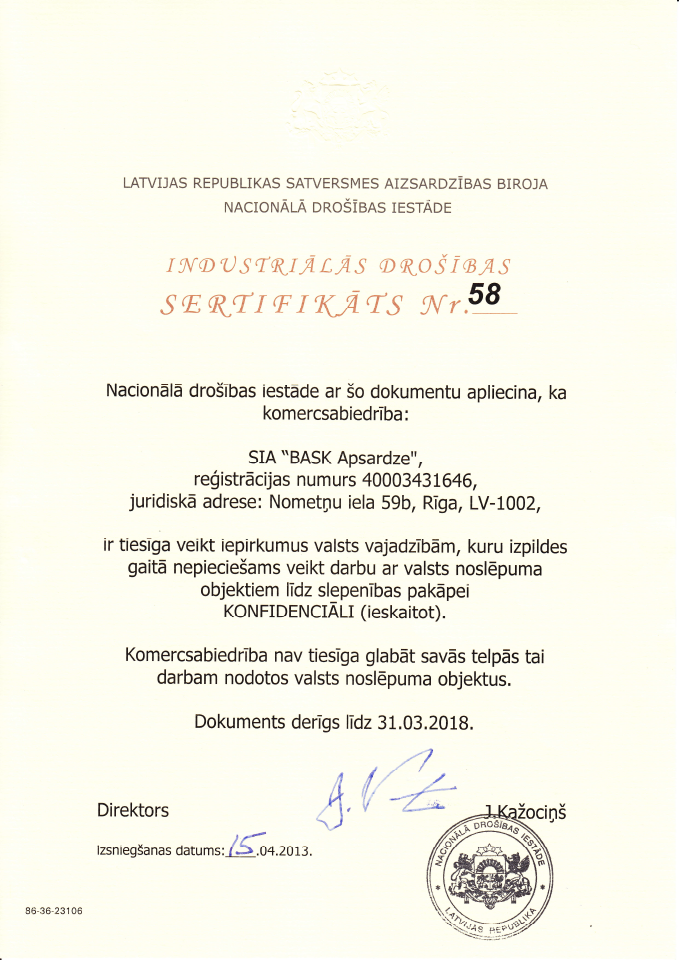 LATVIJAS REPUBLIKAS SATVERSMES AIZSARDZĪBAS BIROJA
NACIONĀLĀ DROŠĪBAS IESTĀDE
INDUSTRIĀLĀS DROŠĪBAS
SERTIFIKĀTS Nr. 58
Nacionālā drošības iestāde ar šo dokumentu apliecina, ka
komercsabiedrība:
SIA “BASK Apsardze",
reģistrācijas numurs 40003431646,
juridiskā adrese: Nometņu iela 59b, Rīga, LV-1002,
ir tiesīga veikt iepirkumus valsts vajadzībām, kuru izpildes
gaitā nepieciešams veikt darbu ar valsts noslēpuma
objektiem līdz slepenības pakāpei
KONFIDENCIĀLI (ieskaitot).
Komercsabiedrība nav tiesīga glabāt savās telpās tai
darbam nodotos valsts noslēpuma objektus.
Dokuments derīgs līdz 31.03.2018.
Direktors J.Kažociņš
Izsniegšanas datums: 15.04.2013.
NACIONĀLĀ DROŠĪBAS IESTĀDE
* LATVIJAS REPUBLIKA *
86-36-23106